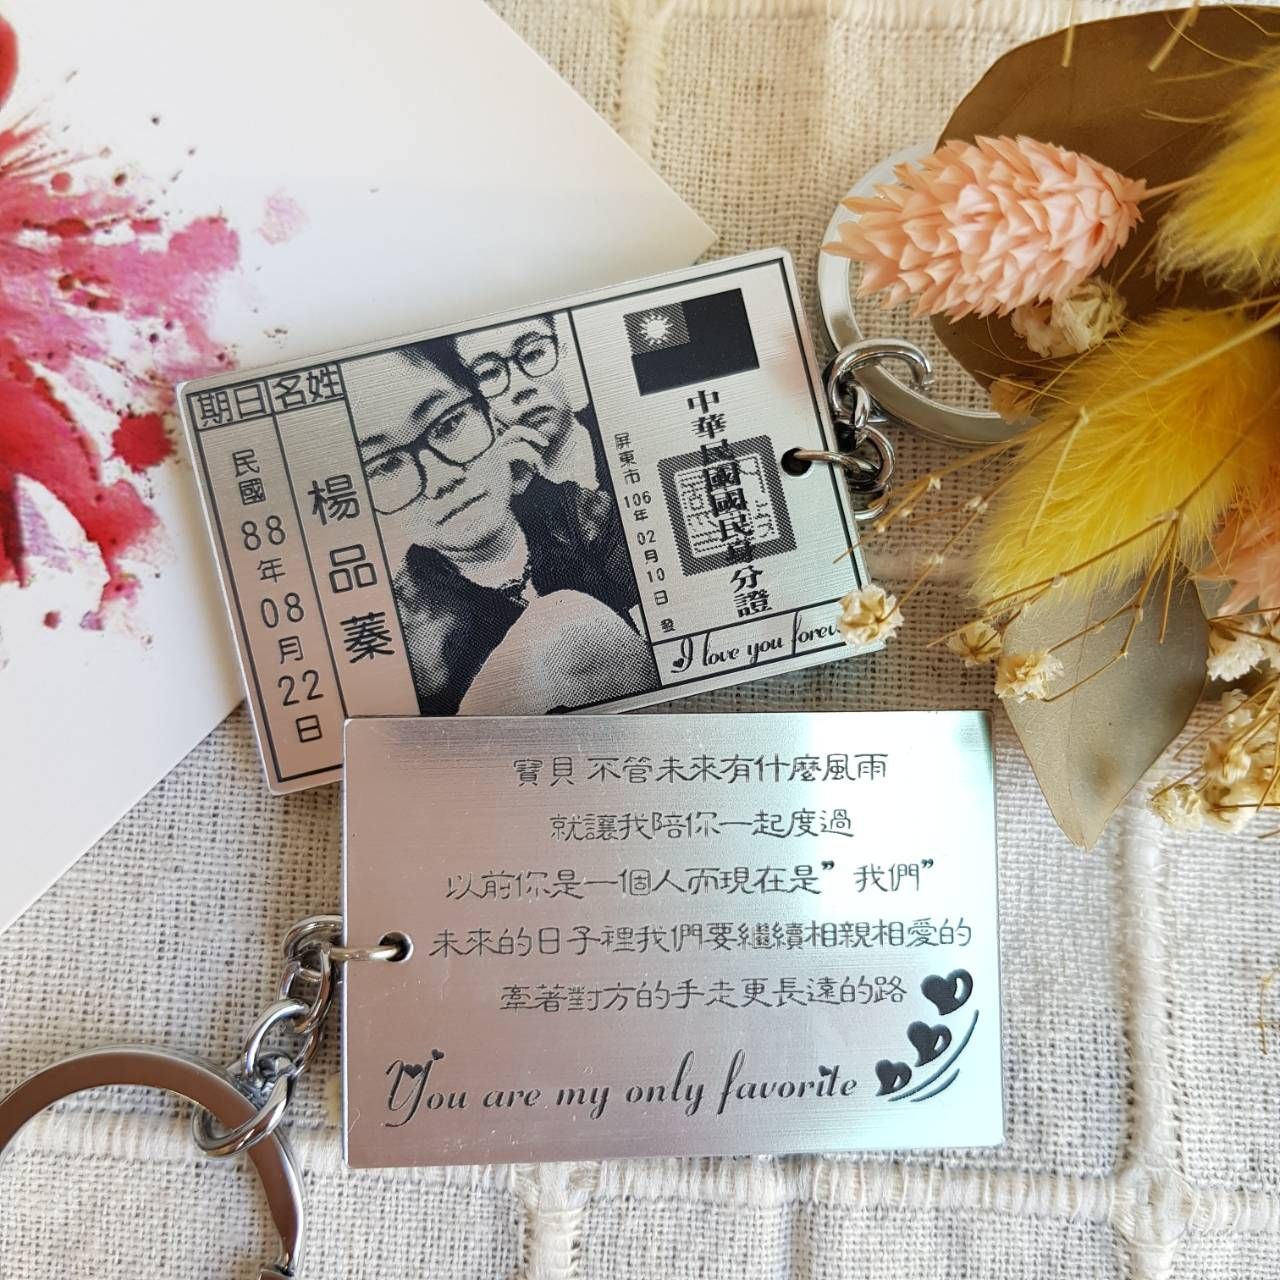 姓名
楊品蓁
日期
民國88年08月22日
屏東市 106年02月10日 發
中華民國國民身分證
I love you forev
寶貝 不管未來有什麼風雨
就讓我陪你一起度過
以前你是一個人而現在是”我們”
未來的日子裡我們要繼續相親相愛的
牽著對方的手走更長遠的路
You are my only favorite